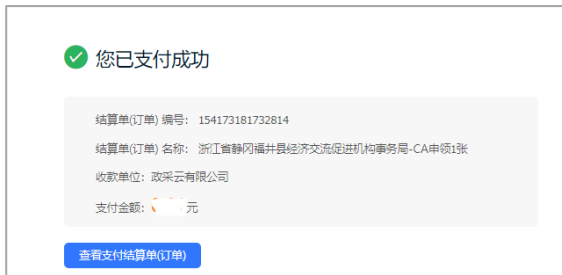 您已支付成功
结算单(订单) 编号： 154173181732814
结算单(订单) 名称： 浙江省静冈福井县经济交流促进机构事务局-CA申领1张
收款单位：政采云有限公司
支付金额： 元
查看支付结算单(订单)